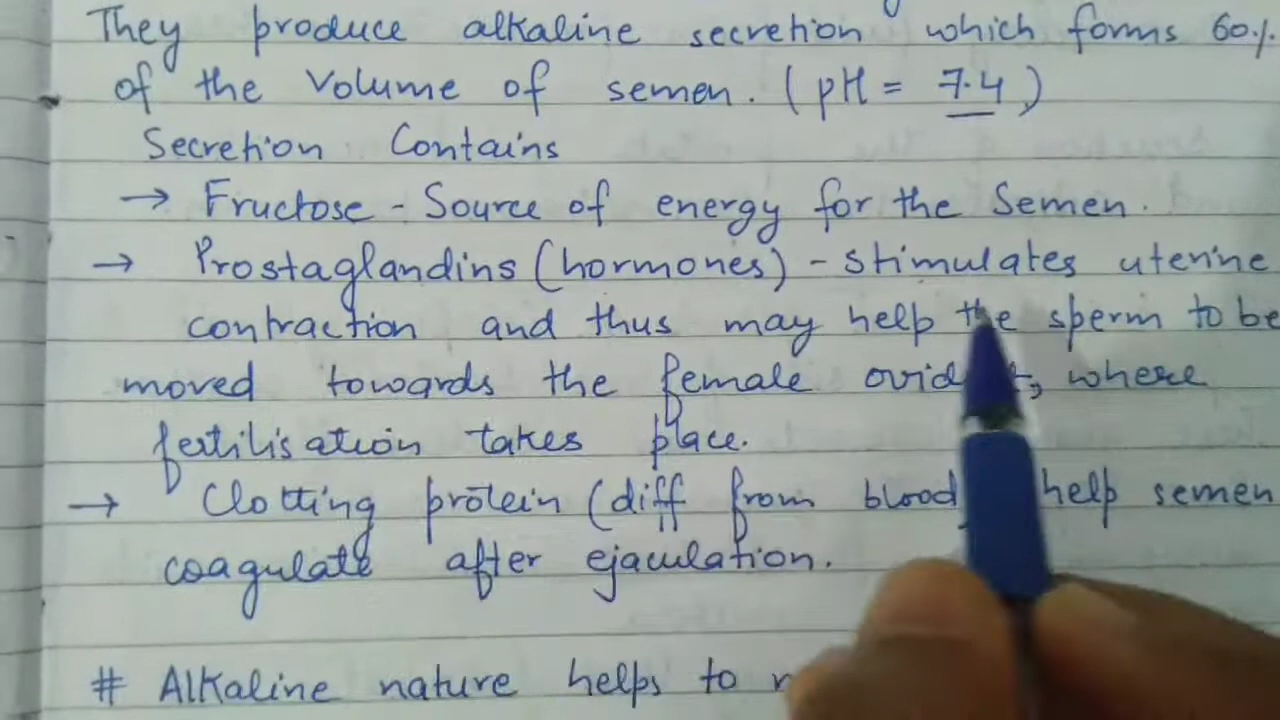 They produce alkaline secretion which forms 60%
of the volume of semen. (pH = 7.4)
Secretion Contains
→ Fructose - Source of energy for the Semen.
→ Prostaglandins (hormones) - stimulates uterine
contraction and thus may help the sperm to be
moved towards the female , where
fertilisation takes place.
→ Clotting protein (diff from blood help semen
coagulate after ejaculation.
# Alkaline nature helps to